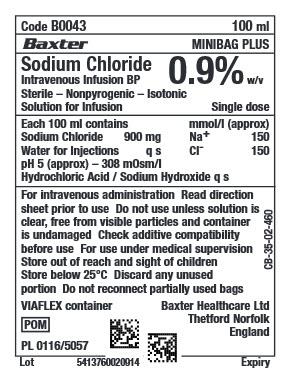 Code B0043 100 ml
Baxter MINIBAG PLUS
Sodium Chloride 0.9% w/v
Intravenous Infusion BP
Sterile – Nonpyrogenic – Isotonic
Solution for Infusion Single dose
Each 100 ml contains mmol/l (approx)
Sodium Chloride 900 mg Na+ 150
Water for Injections q s Cl- 150
pH 5 (approx) – 308 mOsm/l
Hydrochloric Acid / Sodium Hydroxide q s
For intravenous administration Read direction
sheet prior to use Do not use unless solution is
clear, free from visible particles and container
is undamaged Check additive compatibility
before use For use under medical supervision
Store out of reach and sight of children
Store below 25°C Discard any unused
portion Do not reconnect partially used bags
CB-35-02-460
VIAFLEX container Baxter Healthcare Ltd
Thetford Norfolk
POM England
PL 0116/5057
Lot 5413760020914 Expiry